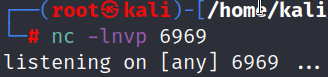 ┌──(root㉿kali)-[/home/kali
└─# nc -lnvp 6969
listening on [any] 6969 ...